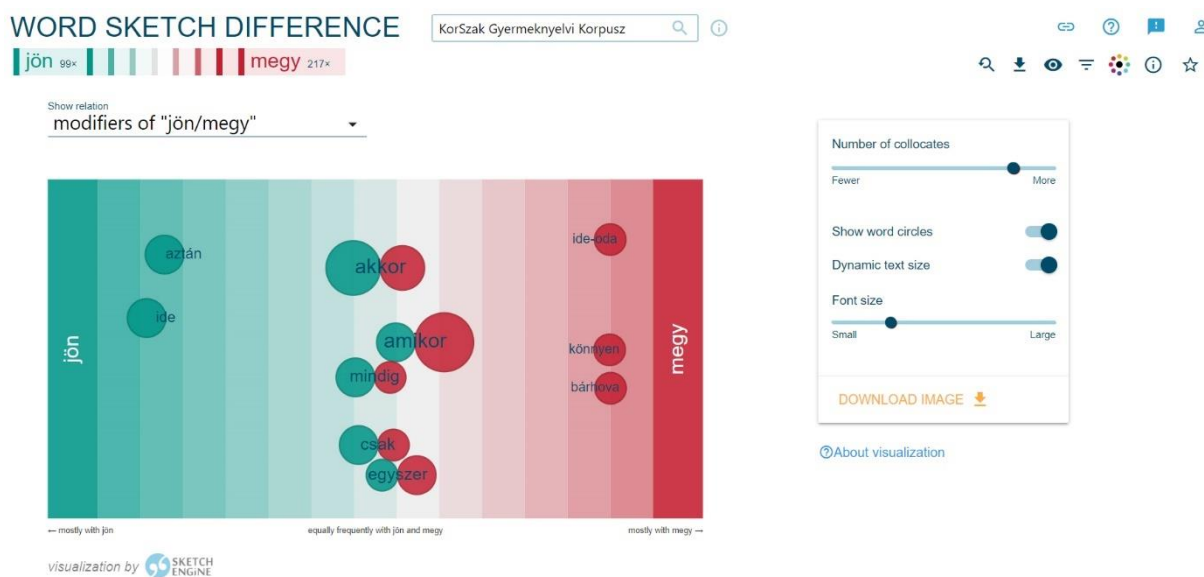 WORD SKETCH DIFFERENCE
KorSzak Gyermeknyelvi Korpusz
jön 99×
megy 217×
Show relation
modifiers of "jön/megy"
jön
aztán
ide
akkor
amikor
mindig
csak
egyszer
ide-oda
könnyen
bárhova
megy
← mostly with jön
equally frequently with jön and megy
mostly with megy →
visualization by SKETCH ENGINE
Number of collocates
Fewer More
Show word circles
Dynamic text size
Font size
Small Large
DOWNLOAD IMAGE
About visualization